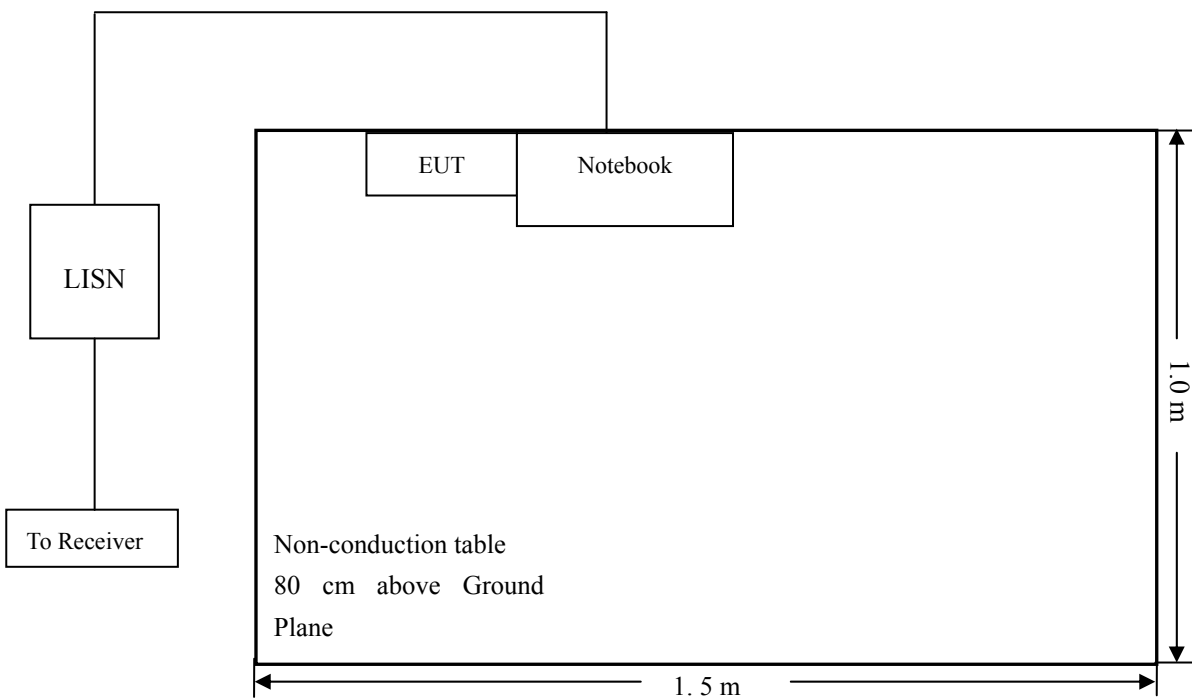 EUT
Notebook
LISN
1.0 m
To Receiver
Non-conduction table
80 cm above Ground
Plane
1. 5 m